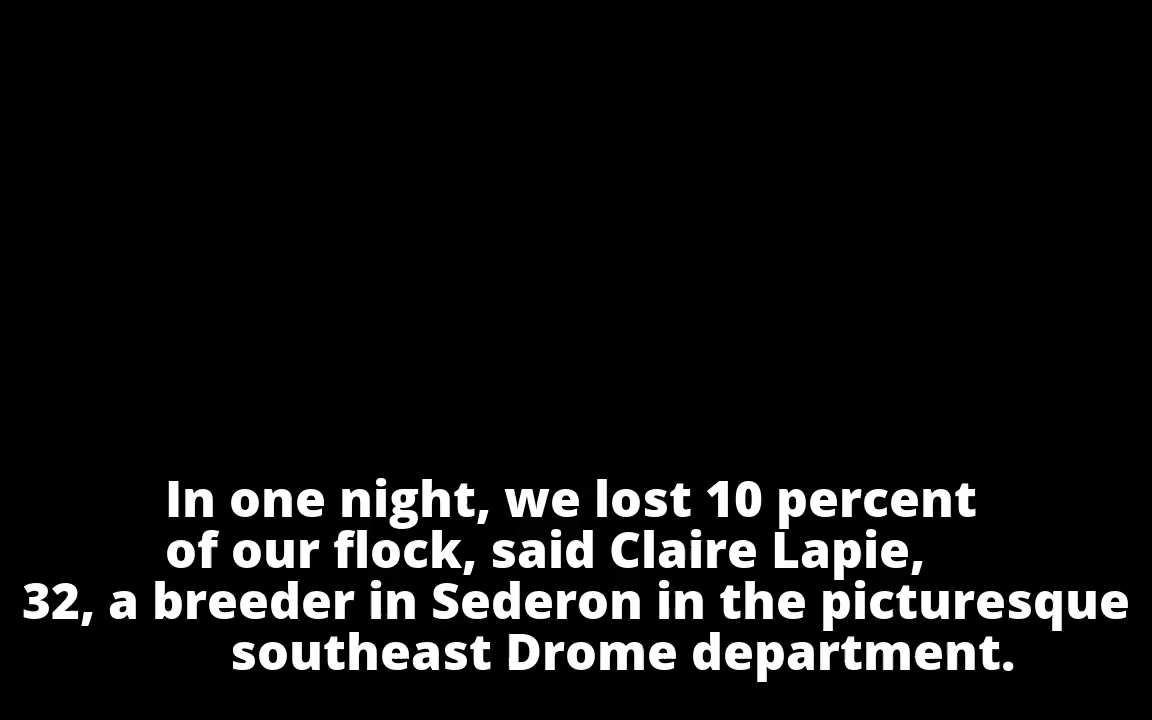 In one night, we lost 10 percent
of our flock, said Claire Lapie,
32, a breeder in Sederon in the picturesque
southeast Drome department.